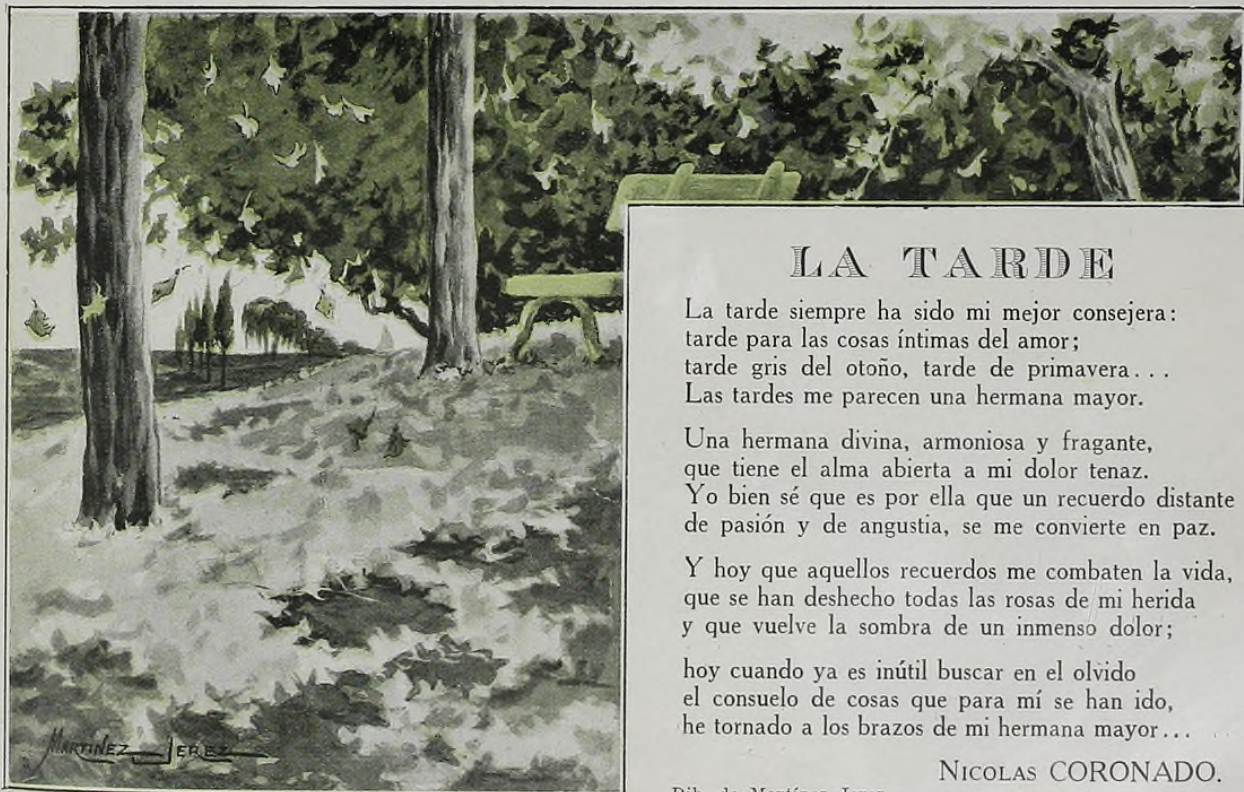 LA TARDE
La tarde siempre ha sido mi mejor consejera:
tarde para las cosas íntimas del amor;
tarde gris del otoño, tarde de primavera...
Las tardes me parecen una hermana mayor.
Una hermana divina, armoniosa y fragante,
que tiene el alma abierta a mi dolor tenaz.
Yo bien sé que es por ella que un recuerdo distante
de pasión y de angustia, se me convierte en paz.
Y hoy que aquellos recuerdos me combaten la vida,
que se han deshecho todas las rosas de mi herida
y que vuelve la sombra de un inmenso dolor;
hoy cuando ya es inútil buscar en el olvido
el consuelo de cosas que para mí se han ido,
he tornado a los brazos de mi hermana mayor...
NICOLAS CORONADO.
MARTINEZ JEREZ
Dib. de Martínez Jerez